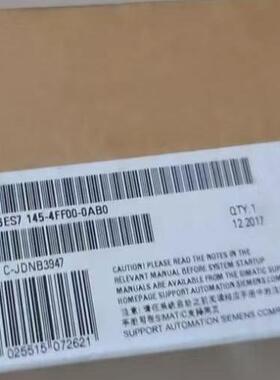 6ES7 145-4FF00-0AB0
QTY:1
12.2017
C-JDNB3947
CAUTION! PLEASE READ THE NOTES IN THE
RELEVANT MANUAL BEFORE SYSTEM STARTUP
MANUALS ARE AVAILABLE FROM THE SIMATIC SUPP
HOMEPAGE SUPPORT AUTOMATION SIEMENS COM
SUPPORT AUTOMATION SIEMENS COM
025515 072621